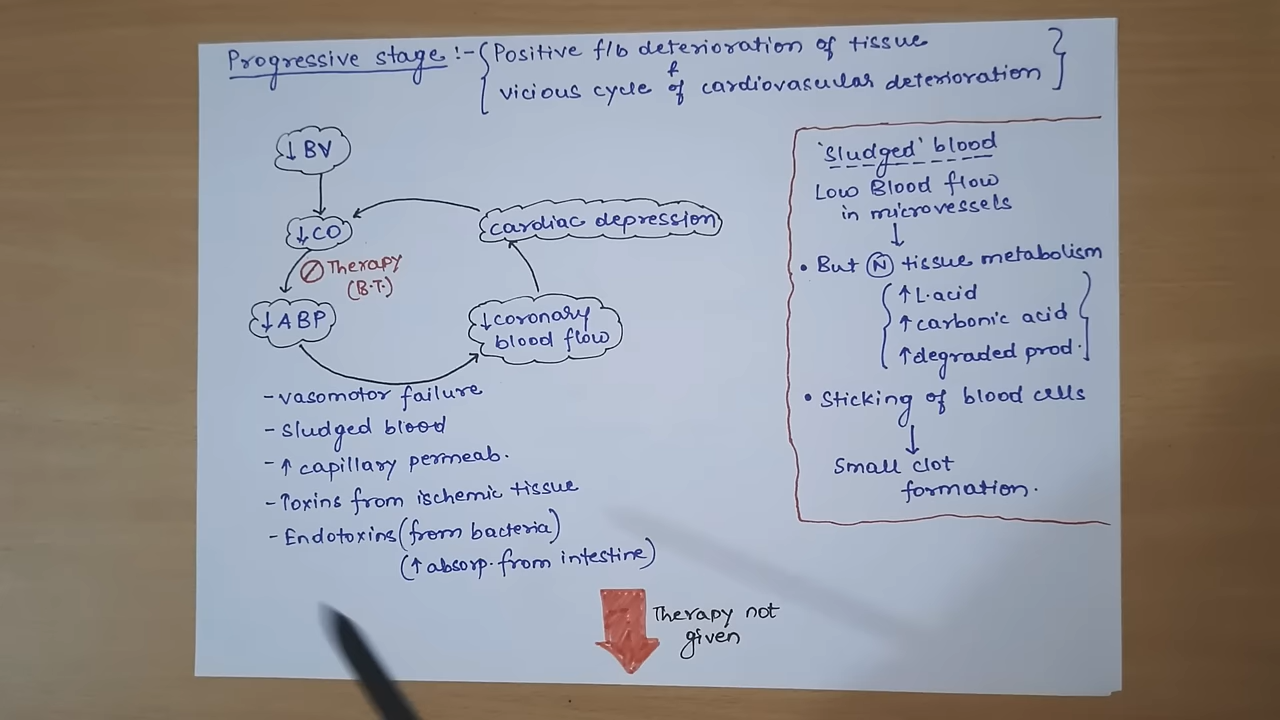 Progressive stage :- { Positive f/b deterioration of tissue
&
vicious cycle of cardiovascular deterioration }
↓ BV
↓ CO
Therapy
(B.T.)
↓ ABP
↓ coronary
blood flow
cardiac depression
- vasomotor failure
- sludged blood
- ↑ capillary permeab.
- Toxins from ischemic tissue
- Endotoxins (from bacteria)
(↑ absorp. from intestine)
Therapy not
given
'Sludged' blood
Low Blood flow
in microvessels
↓
• But Ⓝ tissue metabolism
↑ L.acid
↑ carbonic acid
↑ degraded prod.
• Sticking of blood cells
↓
Small clot
formation.